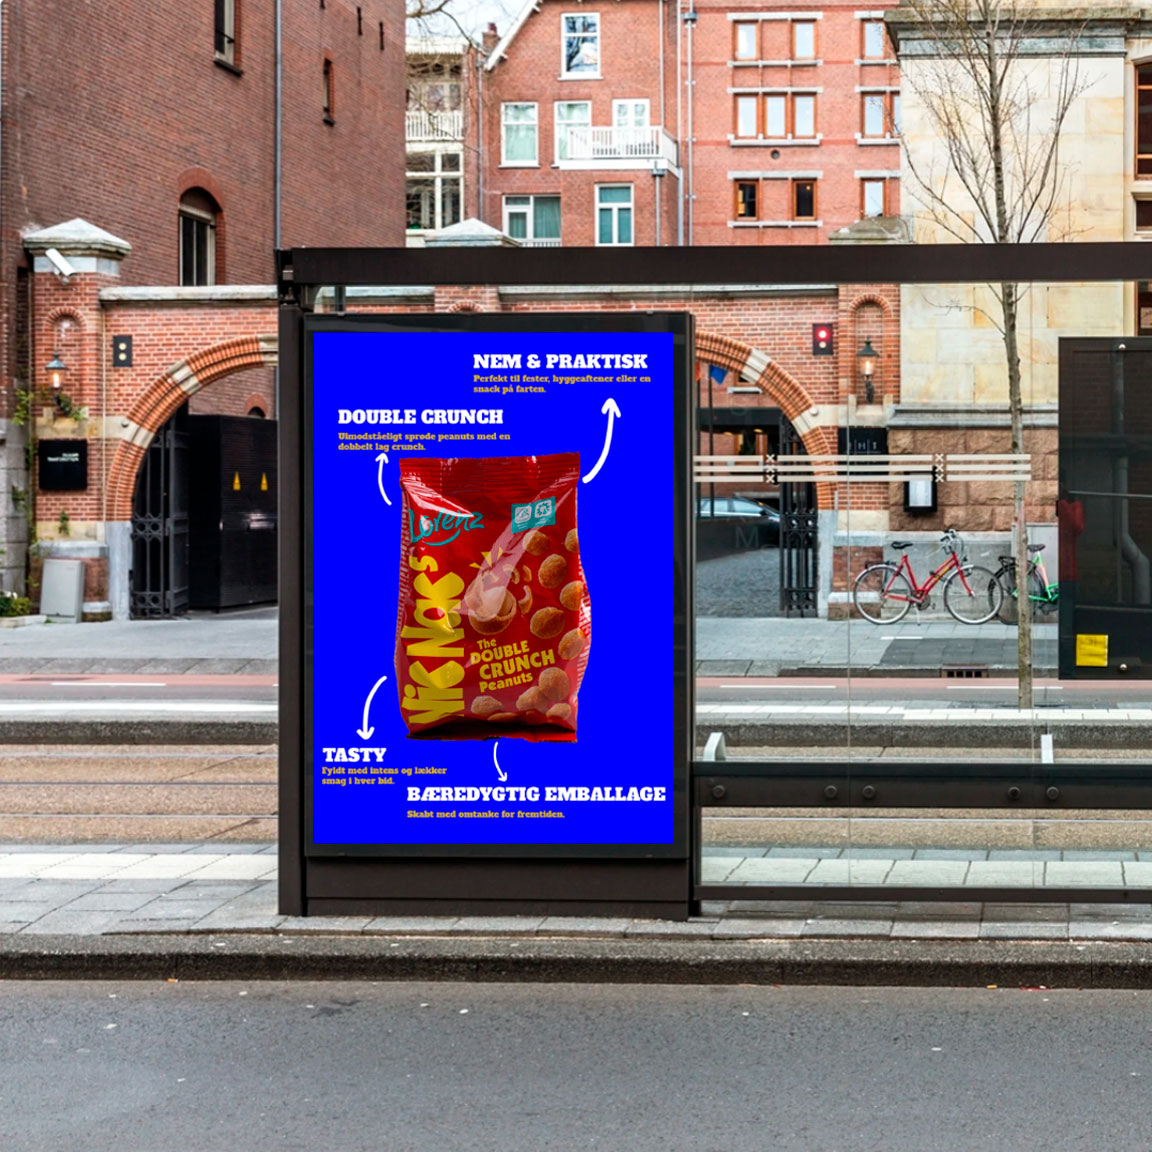 NEM & PRAKTISK
Perfekt til fester, hyggeaftener eller en
snack på farten.
DOUBLE CRUNCH
Uimodståeligt sprøde peanuts med en
dobbelt lag crunch.
Lorenz
NicNac's
The
DOUBLE
CRUNCH
Peanuts
TASTY
Fyldt med intens og lækker
smag i hver bid.
BÆREDYGTIG EMBALLAGE
Skabt med omtanke for fremtiden.